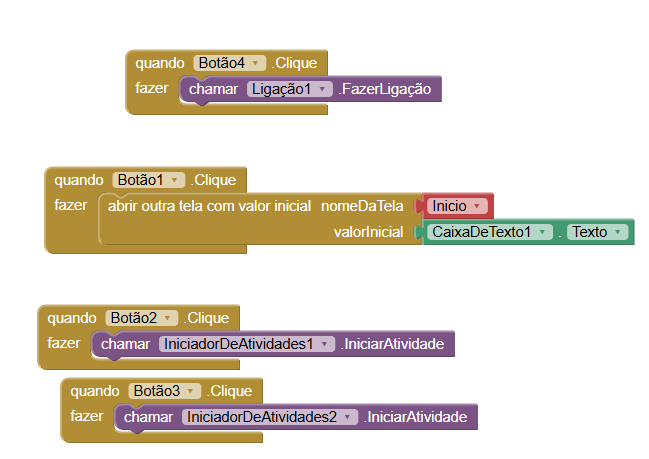 quando Botão4 .Clique
fazer chamar Ligação1 .FazerLigação
quando Botão1 .Clique
fazer abrir outra tela com valor inicial nomeDaTela Inicio
valorInicial CaixaDeTexto1 . Texto
quando Botão2 .Clique
fazer chamar IniciadorDeAtividades1 .IniciarAtividade
quando Botão3 .Clique
fazer chamar IniciadorDeAtividades2 .IniciarAtividade